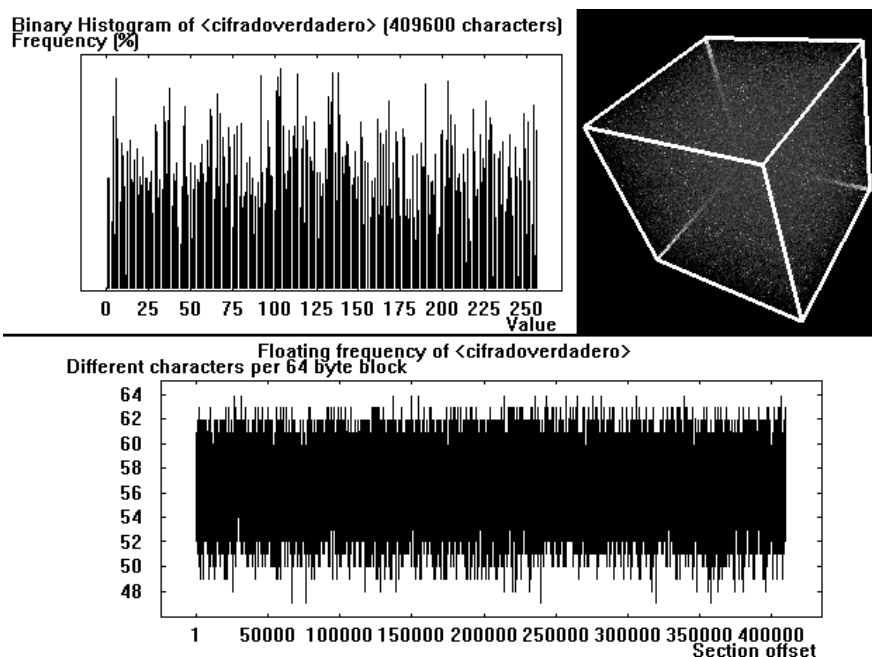 Binary Histogram of <cifradoverdadero> (409600 characters)
Frequency (%)
0 25 50 75 100 125 150 175 200 225 250
Value
Floating frequency of <cifradoverdadero>
Different characters per 64 byte block
64
62
60
58
56
54
52
50
48
1 50000 100000 150000 200000 250000 300000 350000 400000
Section offset